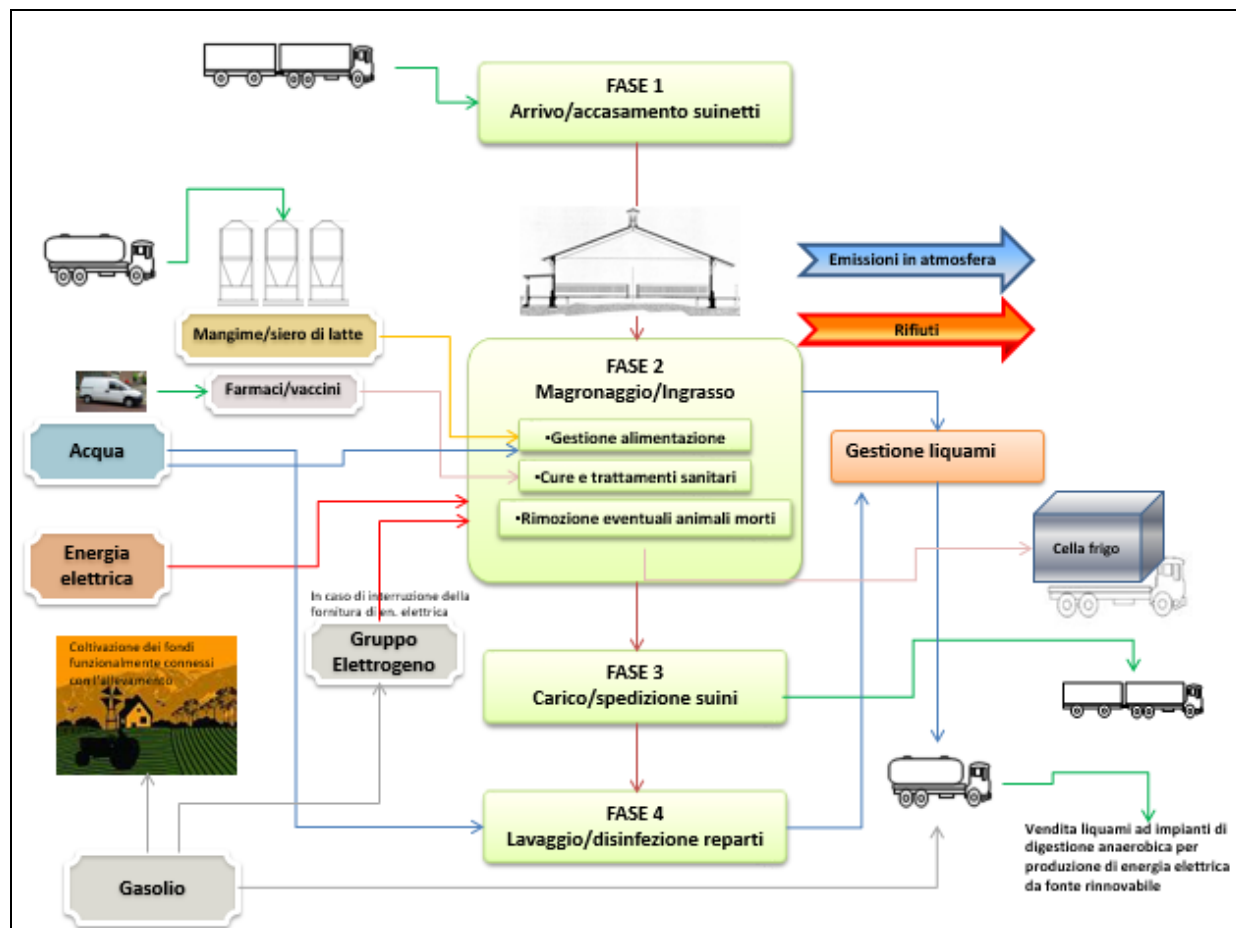 FASE 1
Arrivo/accasamento suinetti
Emissioni in atmosfera
Mangime/siero di latte
Rifiuti
FASE 2
Magronaggio/Ingrasso
Farmaci/vaccini
•Gestione alimentazione
Acqua
Gestione liquami
•Cure e trattamenti sanitari
•Rimozione eventuali animali morti
Cella frigo
Energia
elettrica
In caso di interruzione della
fornitura di en. elettrica
Gruppo
Elettrogeno
Coltivazione dei fondi
funzionalmente connessi
con l'allevamento
FASE 3
Carico/spedizione suini
FASE 4
Lavaggio/disinfezione reparti
Vendita liquami ad impianti di
digestione anaerobica per
produzione di energia elettrica
da fonte rinnovabile
Gasolio